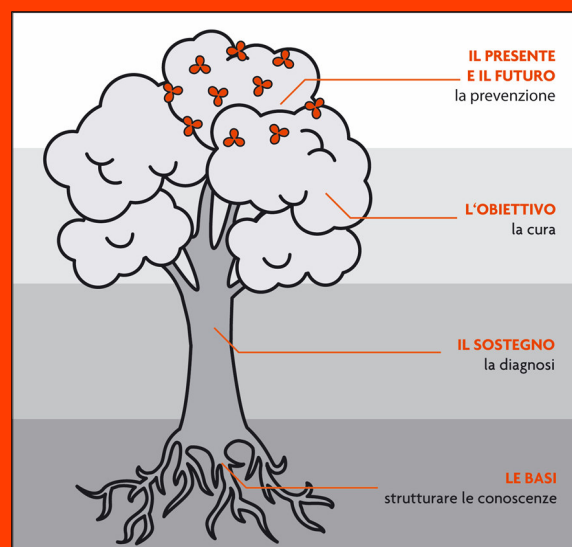 IL PRESENTE
E IL FUTURO
la prevenzione
L'OBIETTIVO
la cura
IL SOSTEGNO
la diagnosi
LE BASI
strutturare le conoscenze